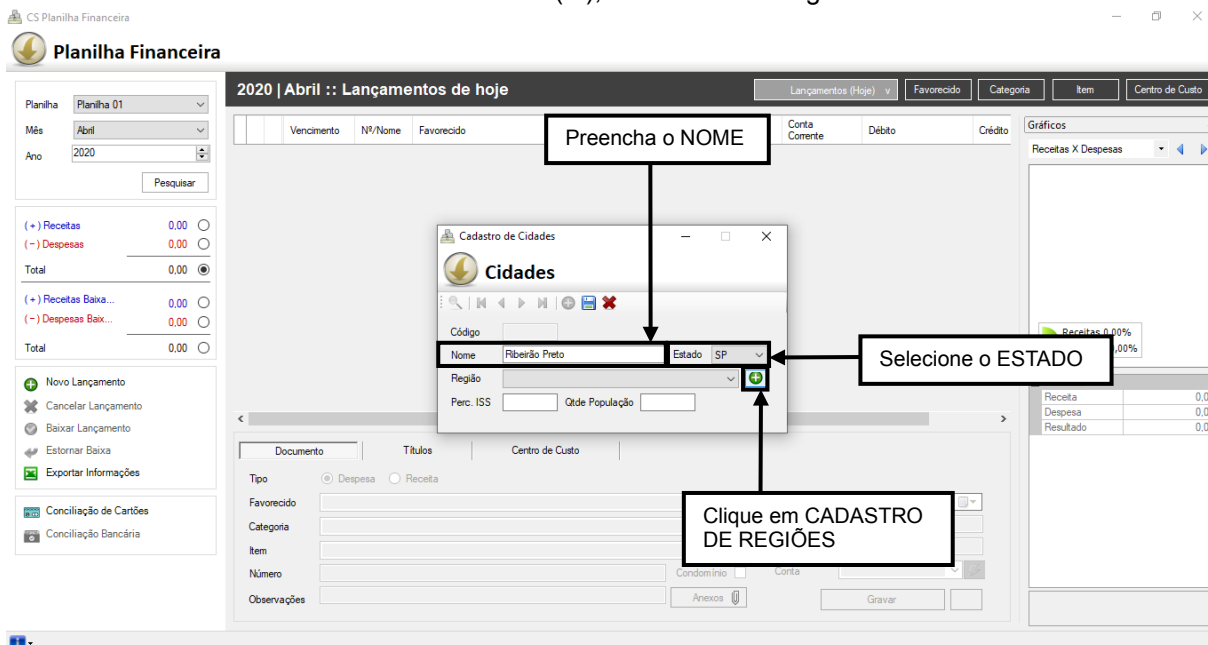 CS Planilha Financeira
Planilha Financeira
Planilha Planilha 01
Mês Abril
Ano 2020
Pesquisar
(+) Receitas 0,00
(-) Despesas 0,00
Total 0,00
(+) Receitas Baixa... 0,00
(-) Despesas Baix... 0,00
Total 0,00
Novo Lançamento
Cancelar Lançamento
Baixar Lançamento
Estornar Baixa
Exportar Informações
Conciliação de Cartões
Conciliação Bancária
2020 | Abril :: Lançamentos de hoje
Lançamentos (Hoje) v Favorecido Categoria Item Centro de Custo
Vencimento Nº/Nome Favorecido Conta Corrente Débito Crédito
Preencha o NOME
Cadastro de Cidades
Cidades
Código
Nome Ribeirão Preto Estado SP
Região
Perc. ISS Qtde População
Selecione o ESTADO
Clique em CADASTRO
DE REGIÕES
Documento Títulos Centro de Custo
Tipo Despesa Receita
Favorecido
Categoria
Item
Número Condomínio Conta
Observações Anexos Gravar
Gráficos
Receitas X Despesas
Receitas 0,00%
,00%
Receita 0,0
Despesa 0,0
Resultado 0,0